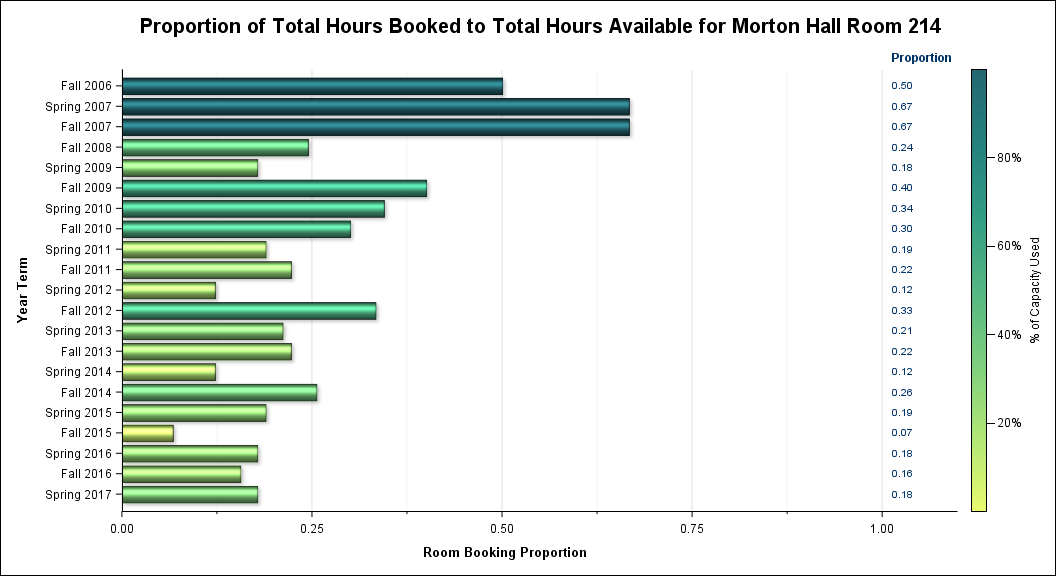 Proportion of Total Hours Booked to Total Hours Available for Morton Hall Room 214
Proportion
Fall 2006 0.50
Spring 2007 0.67
Fall 2007 0.67
Fall 2008 0.24
Spring 2009 0.18
Fall 2009 0.40
Spring 2010 0.34
Fall 2010 0.30
Spring 2011 0.19
Fall 2011 0.22
Spring 2012 0.12
Fall 2012 0.33
Spring 2013 0.21
Fall 2013 0.22
Spring 2014 0.12
Fall 2014 0.26
Spring 2015 0.19
Fall 2015 0.07
Spring 2016 0.18
Fall 2016 0.16
Spring 2017 0.18
Year Term
0.00 0.25 0.50 0.75 1.00
Room Booking Proportion
80%
60%
40%
20%
% of Capacity Used